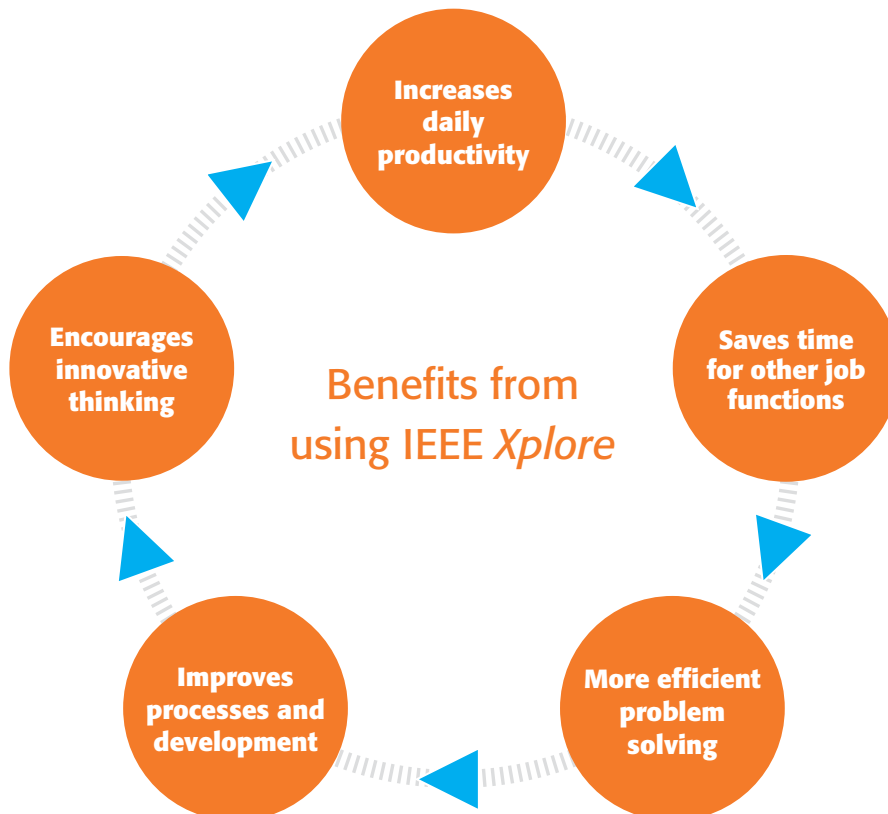 Increases
daily
productivity
Saves time
for other job
functions
More efficient
problem
solving
Improves
processes and
development
Encourages
innovative
thinking
Benefits from
using IEEE Xplore